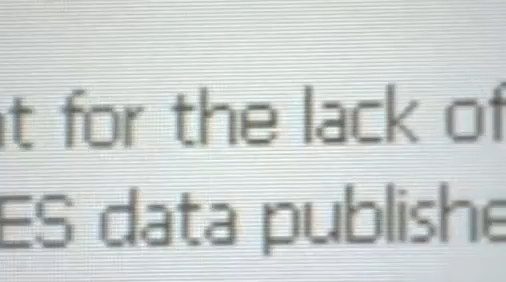 t for the lack of
ES data publishe